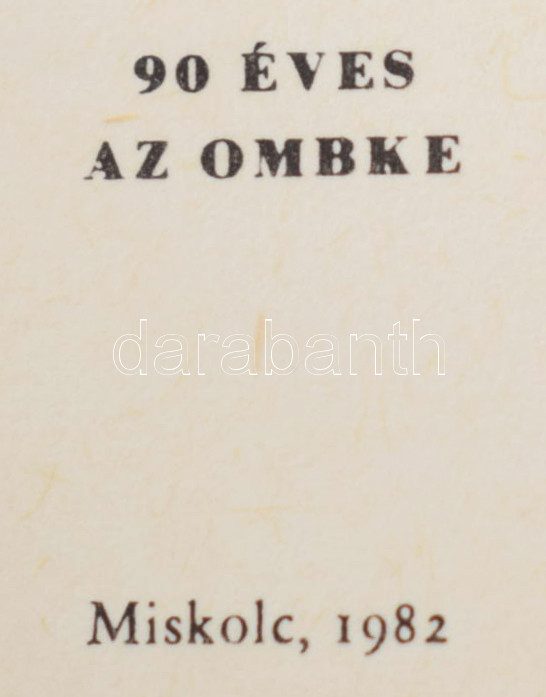 90 ÉVES
AZ OMBKE
darabanth
Miskolc, 1982